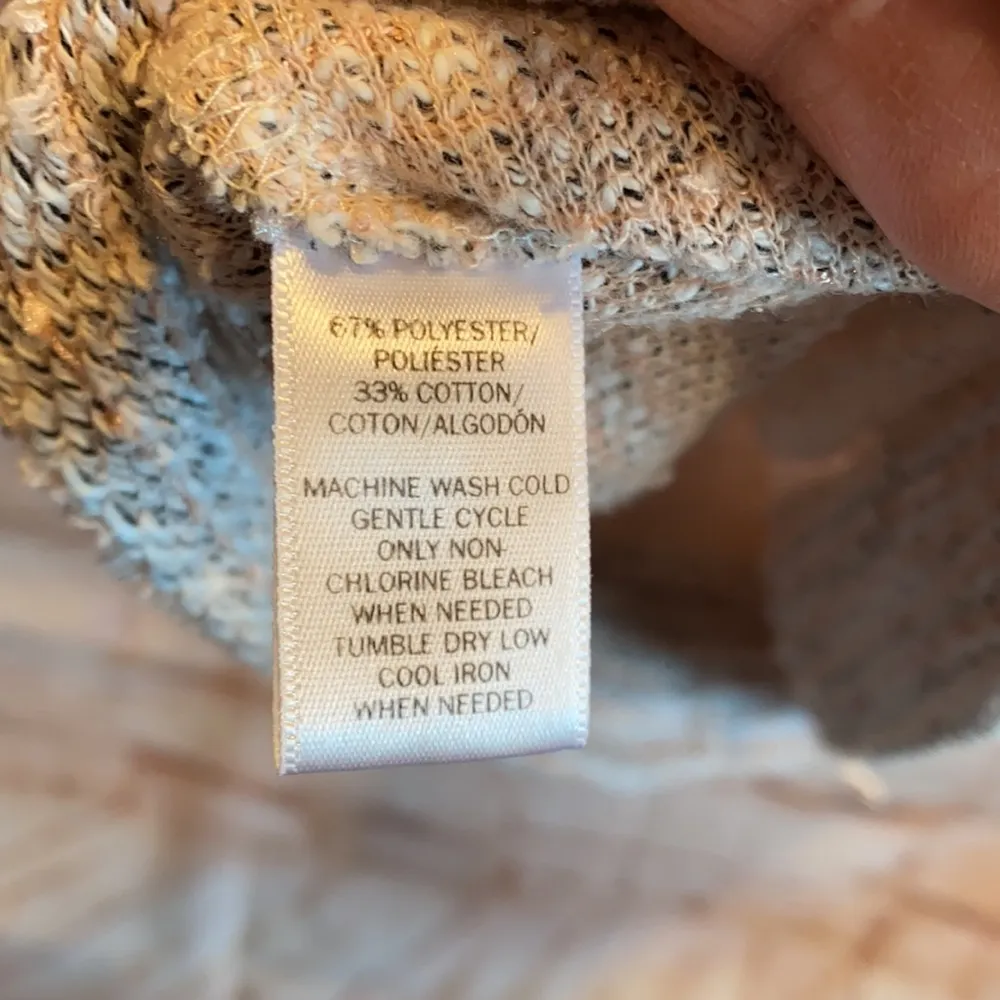 67% POLYESTER/
POLIÉSTER
33% COTTON/
COTON/ALGODÓN
MACHINE WASH COLD
GENTLE CYCLE
ONLY NON-
CHLORINE BLEACH
WHEN NEEDED
TUMBLE DRY LOW
COOL IRON
WHEN NEEDED